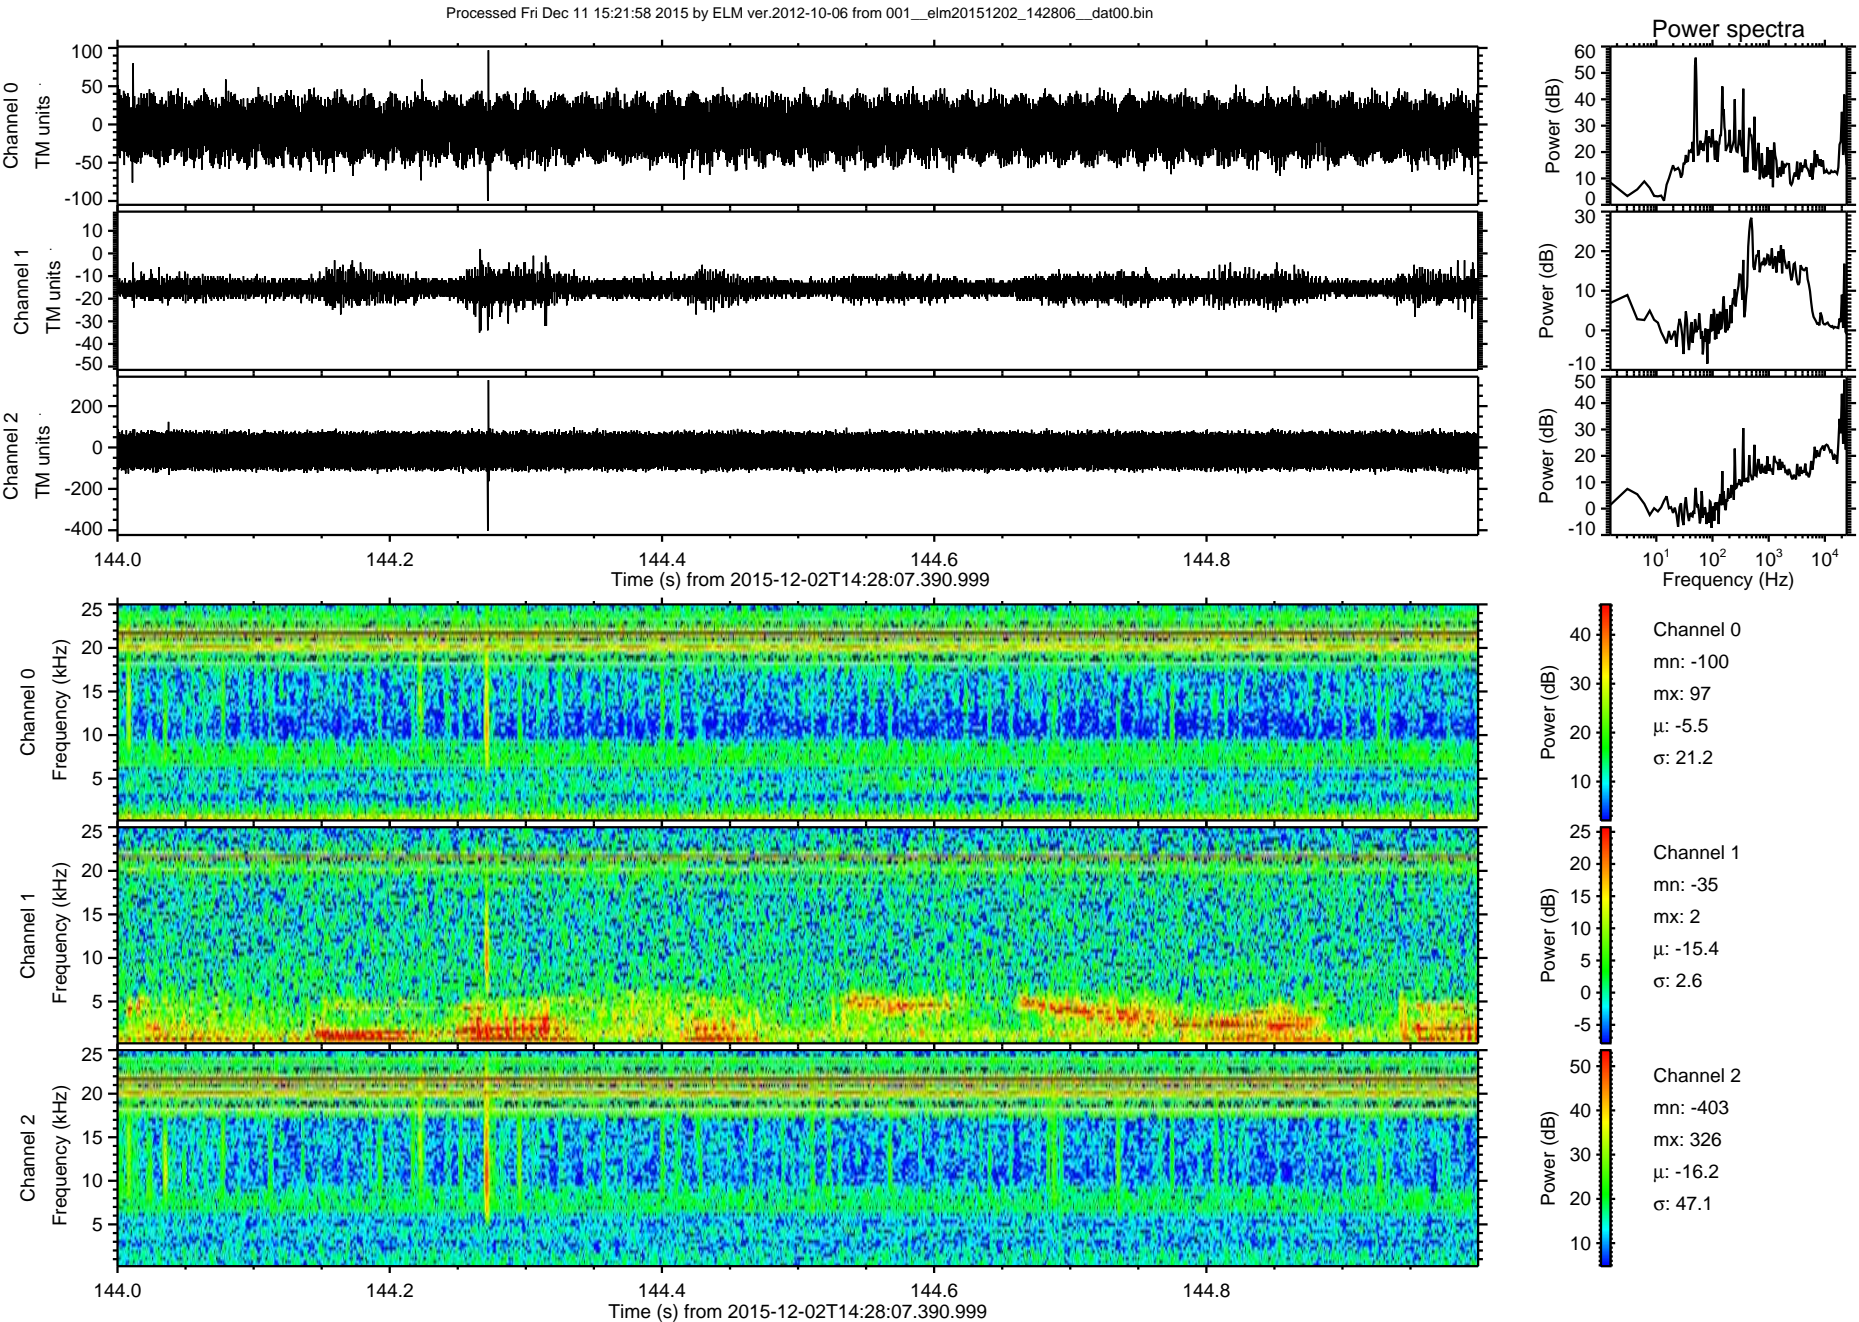 Processed Fri Dec 11 15:21:58 2015 by ELM ver.2012-10-06 from 001__elm20151202_142806__dat00.bin
Power spectra
Channel 0
TM units
100
50
0
-50
-100
Power (dB)
60
50
40
30
20
10
0
Channel 1
TM units
10
0
-10
-20
-30
-40
-50
Power (dB)
30
20
10
0
-10
Channel 2
TM units
200
0
-200
-400
Power (dB)
50
40
30
20
10
0
-10
144.0 144.2 144.4 144.6 144.8
Time (s) from 2015-12-02T14:28:07.390.999
10^1 10^2 10^3 10^4
Frequency (Hz)
Channel 0
Frequency (kHz)
25
20
15
10
5
Power (dB)
40
30
20
10
Channel 0
mn: -100
mx: 97
µ: -5.5
σ: 21.2
Channel 1
Frequency (kHz)
25
20
15
10
5
Power (dB)
25
20
15
10
5
0
-5
Channel 1
mn: -35
mx: 2
µ: -15.4
σ: 2.6
Channel 2
Frequency (kHz)
25
20
15
10
5
Power (dB)
50
40
30
20
10
Channel 2
mn: -403
mx: 326
µ: -16.2
σ: 47.1
144.0 144.2 144.4 144.6 144.8
Time (s) from 2015-12-02T14:28:07.390.999